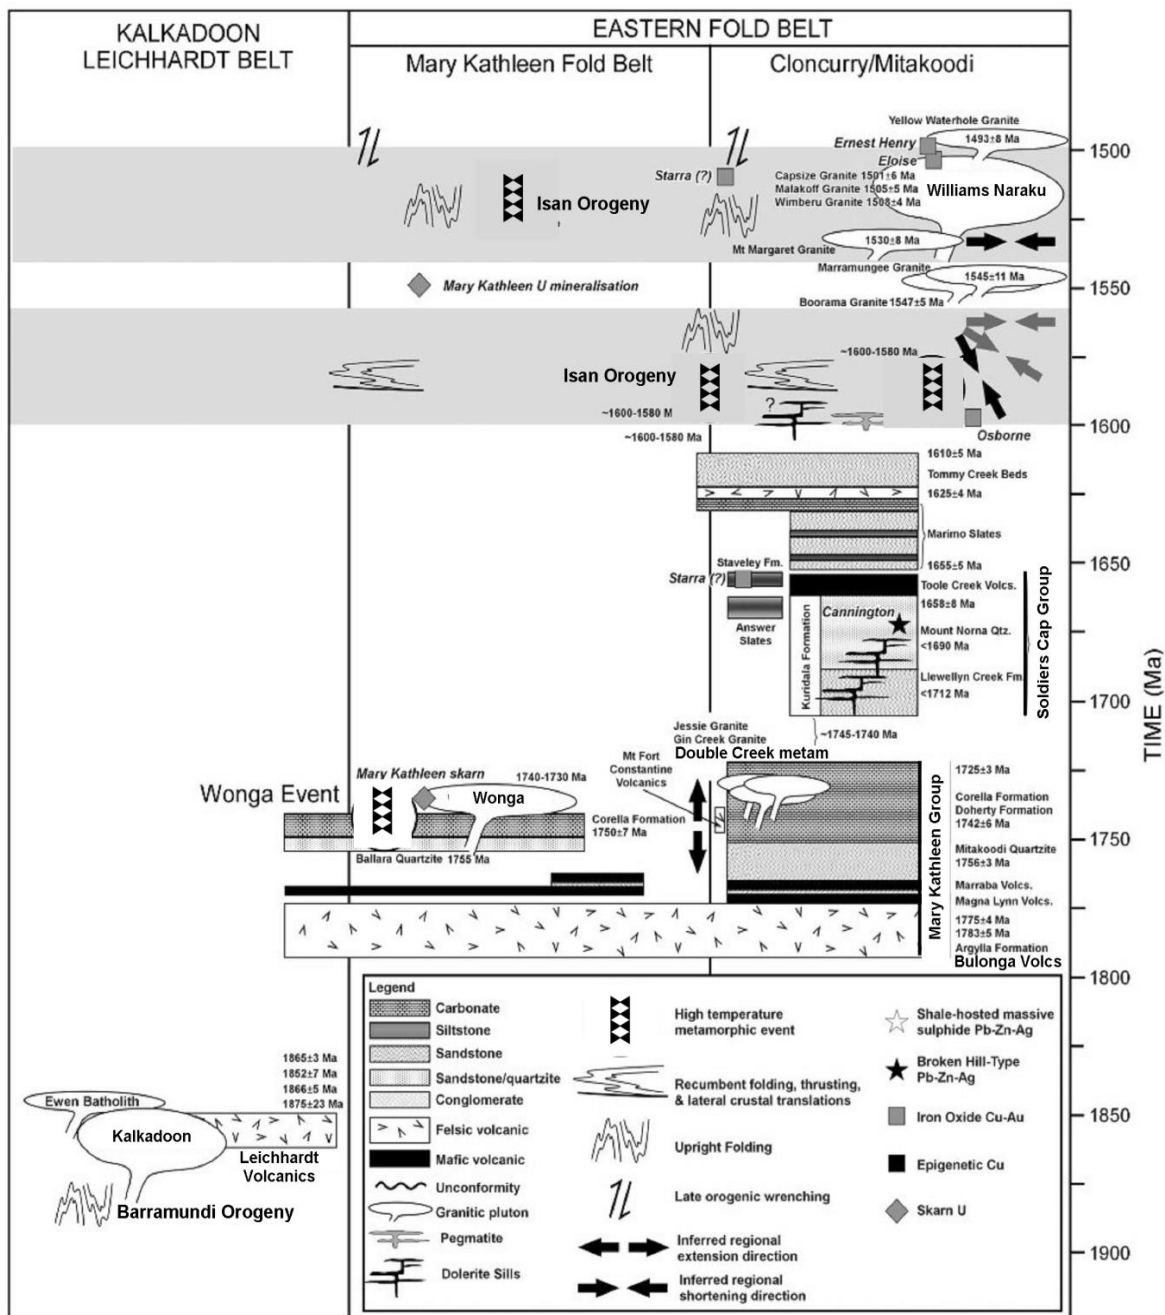 KALKADOON
LEICHHARDT BELT
EASTERN FOLD BELT
Mary Kathleen Fold Belt
Cloncurry/Mitakoodi
Yellow Waterhole Granite
1493±8 Ma
Ernest Henry
Eloise
1500
Starra (?)
Capsize Granite 1501±6 Ma
Malakoff Granite 1505±5 Ma
Wimberu Granite 1508±4 Ma
Williams Naraku
Isan Orogeny
1530±8 Ma
Mt Margaret Granite
Marramungee Granite
1545±11 Ma
Mary Kathleen U mineralisation
Boorama Granite 1547±5 Ma
1550
~1600-1580 Ma
Isan Orogeny
?
~1600-1580 M
~1600-1580 Ma
Osborne
1600
1610±5 Ma
Tommy Creek Beds
1625±4 Ma
Marimo Slates
1650
Staveley Fm.
1655±5 Ma
Starra (?)
Toole Creek Volcs.
Answer
Slates
Kuridala Formation
Cannington
1658±8 Ma
Mount Norna Qtz.
<1690 Ma
Llewellyn Creek Fm.
<1712 Ma
Soldiers Cap Group
1700
TIME (Ma)
~1745-1740 Ma
Jessie Granite
Gin Creek Granite
Double Creek metam
Mt Fort
Constantine
Volcanics
Wonga Event
Mary Kathleen skarn
1740-1730 Ma
Wonga
Corella Formation
1750±7 Ma
Ballara Quartzite 1755 Ma
1725±3 Ma
Corella Formation
Doherty Formation
1742±6 Ma
1750
Mitakoodi Quartzite
1756±3 Ma
Marraba Volcs.
Magna Lynn Volcs.
1775±4 Ma
1783±5 Ma
Argylla Formation
Bulonga Volcs
Mary Kathleen Group
1800
1865±3 Ma
1852±7 Ma
1866±5 Ma
1875±23 Ma
Ewen Batholith
Kalkadoon
Leichhardt
Volcanics
Barramundi Orogeny
1850
1900
Legend
Carbonate
Siltstone
Sandstone
Sandstone/quartzite
Conglomerate
Felsic volcanic
Mafic volcanic
Unconformity
Granitic pluton
Pegmatite
Dolerite Sills
High temperature
metamorphic event
Recumbent folding, thrusting,
& lateral crustal translations
Upright Folding
Late orogenic wrenching
Inferred regional
extension direction
Inferred regional
shortening direction
Shale-hosted massive
sulphide Pb-Zn-Ag
Broken Hill-Type
Pb-Zn-Ag
Iron Oxide Cu-Au
Epigenetic Cu
Skarn U